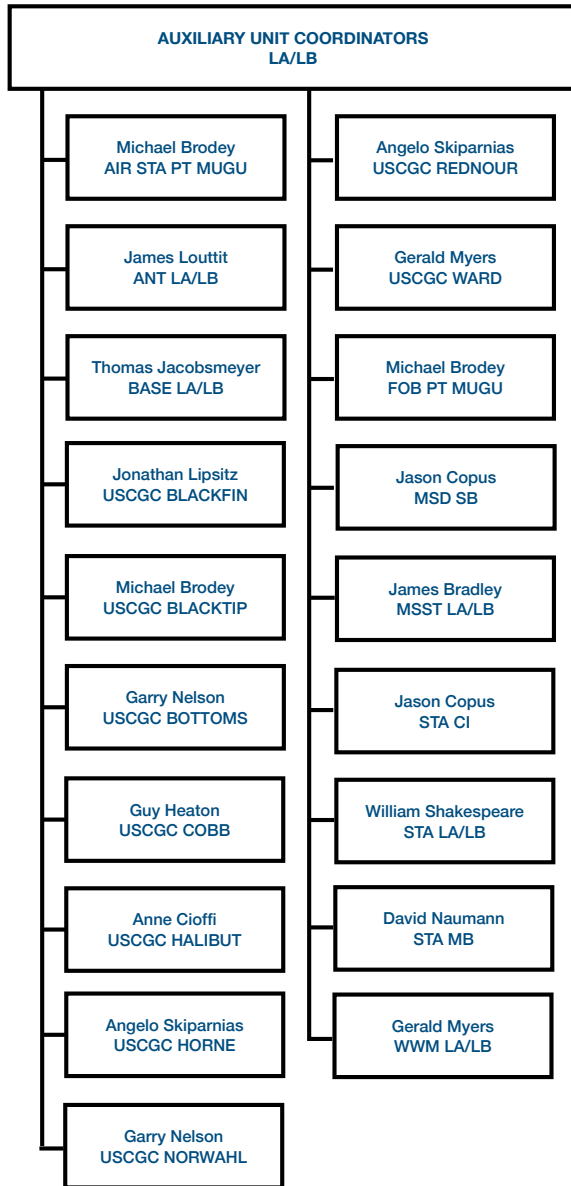 AUXILIARY UNIT COORDINATORS
LA/LB
Michael Brodey
AIR STA PT MUGU
James Louttit
ANT LA/LB
Thomas Jacobsmeyer
BASE LA/LB
Jonathan Lipsitz
USCGC BLACKFIN
Michael Brodey
USCGC BLACKTIP
Garry Nelson
USCGC BOTTOMS
Guy Heaton
USCGC COBB
Anne Cioffi
USCGC HALIBUT
Angelo Skiparnias
USCGC HORNE
Garry Nelson
USCGC NORWAHL
Angelo Skiparnias
USCGC REDNOUR
Gerald Myers
USCGC WARD
Michael Brodey
FOB PT MUGU
Jason Copus
MSD SB
James Bradley
MSST LA/LB
Jason Copus
STA CI
William Shakespeare
STA LA/LB
David Naumann
STA MB
Gerald Myers
WWM LA/LB